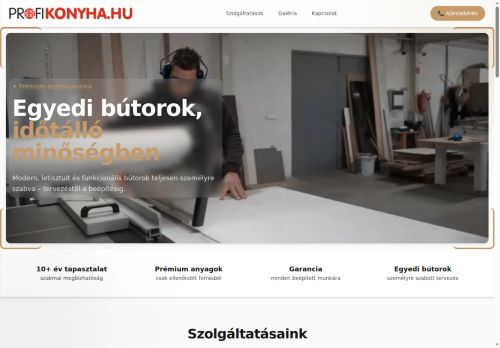 PROFIKONYHA.HU
Szolgáltatások
Galéria
Kapcsolat
📞 Ajánlatkérés
✦ Prémium asztalosmunka
Egyedi bútorok,
időtálló
minőségben
Modern, letisztult és funkcionális bútorok teljesen személyre
szabva – tervezéstől a beépítésig.
10+ év tapasztalat
szakmai megbízhatóság
Prémium anyagok
csak ellenőrzött forrásból
Garancia
minden beépített munkára
Egyedi bútorok
személyre szabott tervezés
Szolgáltatásaink